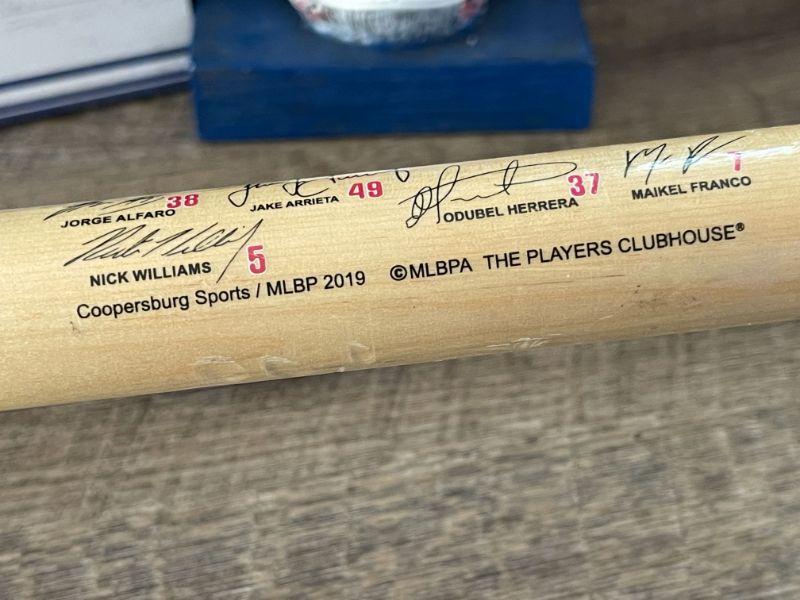 JORGE ALFARO 38
JAKE ARRIETA 49
ODUBEL HERRERA 37
MAIKEL FRANCO 7
NICK WILLIAMS 5
Coopersburg Sports / MLBP 2019 ©MLBPA THE PLAYERS CLUBHOUSE®